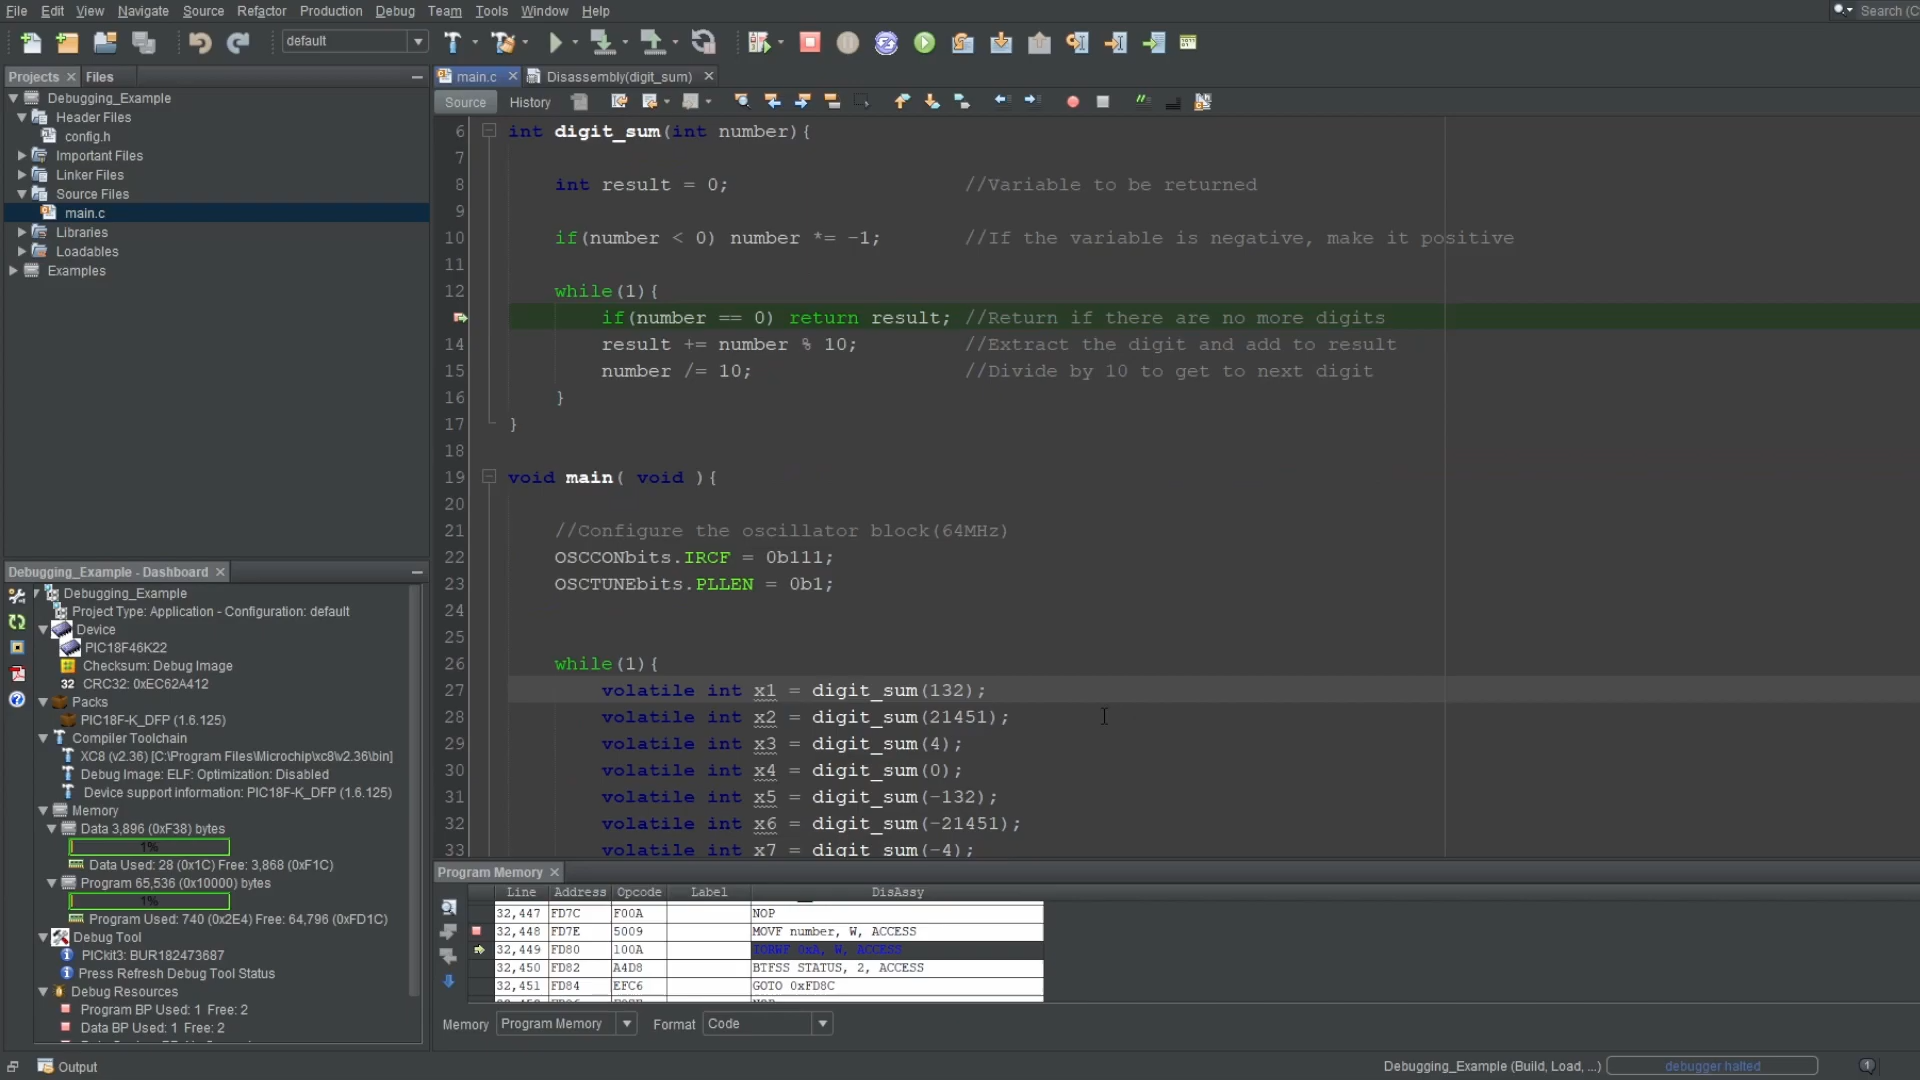 File Edit View Navigate Source Refactor Production Debug Team Tools Window Help
Search (C
default
Projects Files
main.c Disassembly(digit_sum)
Source History
Debugging_Example
Header Files
config.h
Important Files
Linker Files
Source Files
main.c
Libraries
Loadables
Examples
6 int digit_sum(int number){
7
8 int result = 0; //Variable to be returned
9
10 if(number < 0) number *= -1; //If the variable is negative, make it positive
11
12 while(1){
if(number == 0) return result; //Return if there are no more digits
14 result += number % 10; //Extract the digit and add to result
15 number /= 10; //Divide by 10 to get to next digit
16 }
17 }
18
19 void main( void ){
20
21 //Configure the oscillator block(64MHz)
22 OSCCONbits.IRCF = 0b111;
23 OSCTUNEbits.PLLEN = 0b1;
24
25
26 while(1){
27 volatile int x1 = digit_sum(132);
28 volatile int x2 = digit_sum(21451);
29 volatile int x3 = digit_sum(4);
30 volatile int x4 = digit_sum(0);
31 volatile int x5 = digit_sum(-132);
32 volatile int x6 = digit_sum(-21451);
33 volatile int x7 = digit_sum(-4);
Debugging_Example - Dashboard
Debugging_Example
Project Type: Application - Configuration: default
Device
PIC18F46K22
Checksum: Debug Image
32 CRC32: 0xEC62A412
Packs
PIC18F-K_DFP (1.6.125)
Compiler Toolchain
XC8 (v2.36) [C:\Program Files\Microchip\xc8\v2.36\bin]
Debug Image: ELF: Optimization: Disabled
Device support information: PIC18F-K_DFP (1.6.125)
Memory
Data 3,896 (0xF38) bytes
1%
Data Used: 28 (0x1C) Free: 3,868 (0xF1C)
Program 65,536 (0x10000) bytes
1%
Program Used: 740 (0x2E4) Free: 64,796 (0xFD1C)
Debug Tool
PICkit3: BUR182473687
Press Refresh Debug Tool Status
Debug Resources
Program BP Used: 1 Free: 2
Data BP Used: 1 Free: 2
Program Memory
Line Address Opcode Label DisAssy
32,447 FD7C F00A NOP
32,448 FD7E 5009 MOVF number, W, ACCESS
32,449 FD80 100A IORWF 0xA, W, ACCESS
32,450 FD82 A4D8 BTFSS STATUS, 2, ACCESS
32,451 FD84 EFC6 GOTO 0xFD8C
Memory Program Memory Format Code
Output
Debugging_Example (Build, Load, ...) debugger halted
1